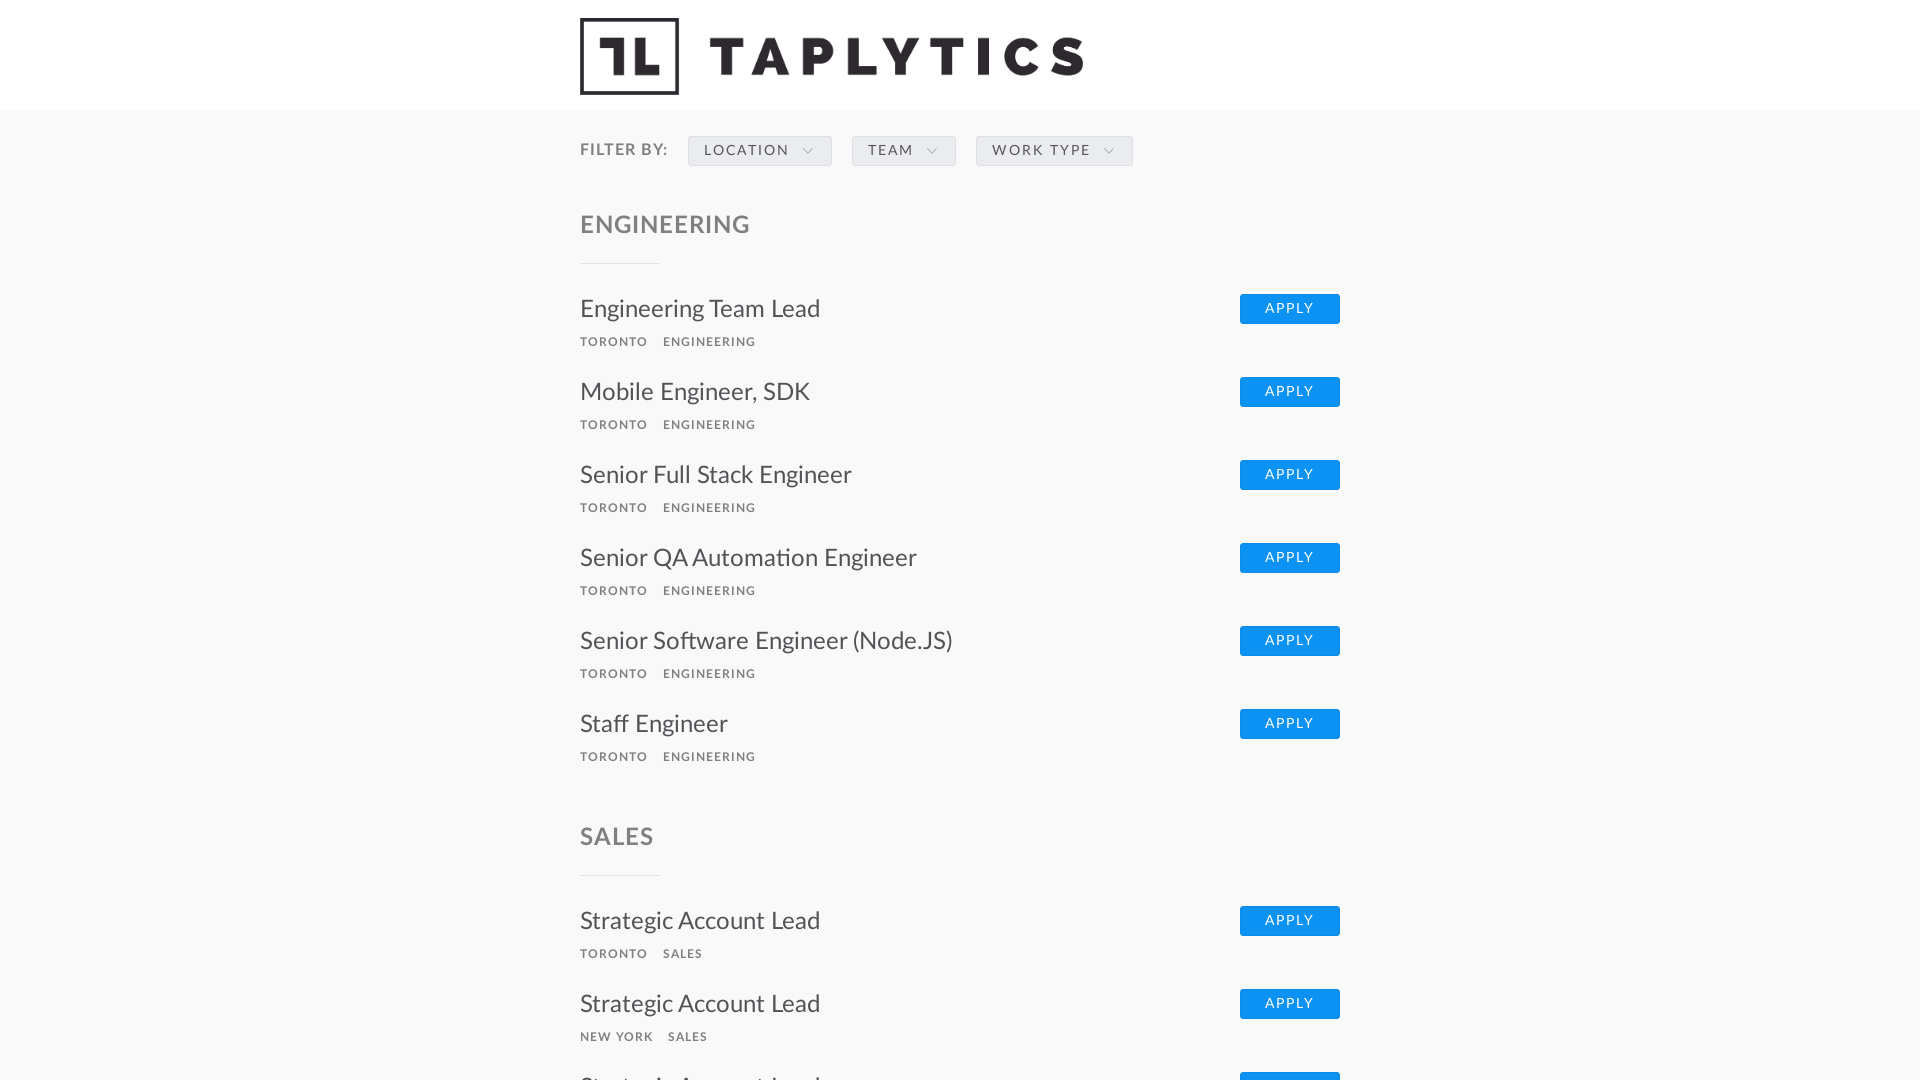 TL TAPLYTICS
FILTER BY: LOCATION TEAM WORK TYPE
ENGINEERING
Engineering Team Lead APPLY
TORONTO ENGINEERING
Mobile Engineer, SDK APPLY
TORONTO ENGINEERING
Senior Full Stack Engineer APPLY
TORONTO ENGINEERING
Senior QA Automation Engineer APPLY
TORONTO ENGINEERING
Senior Software Engineer (Node.JS) APPLY
TORONTO ENGINEERING
Staff Engineer APPLY
TORONTO ENGINEERING
SALES
Strategic Account Lead APPLY
TORONTO SALES
Strategic Account Lead APPLY
NEW YORK SALES